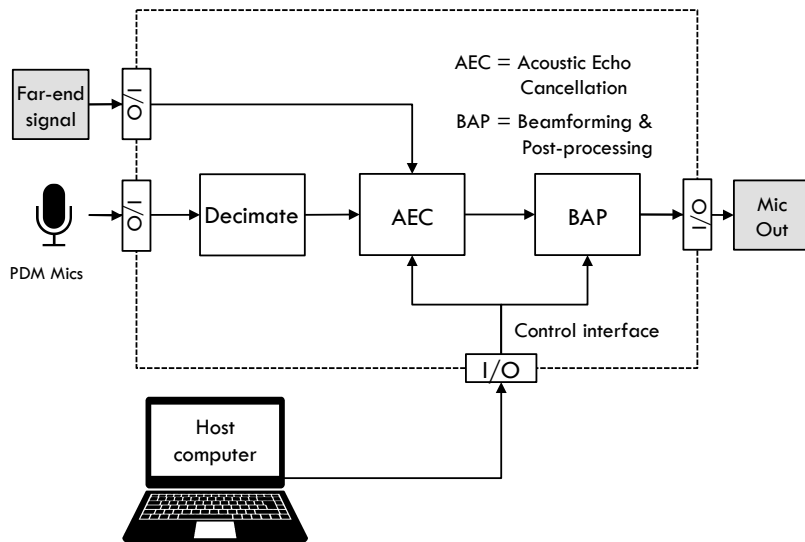 AEC = Acoustic Echo
Cancellation
BAP = Beamforming &
Post-processing
Far-end
signal
I/O
PDM Mics
I/O
Decimate
AEC
BAP
I/O
Mic
Out
Control interface
I/O
Host
computer